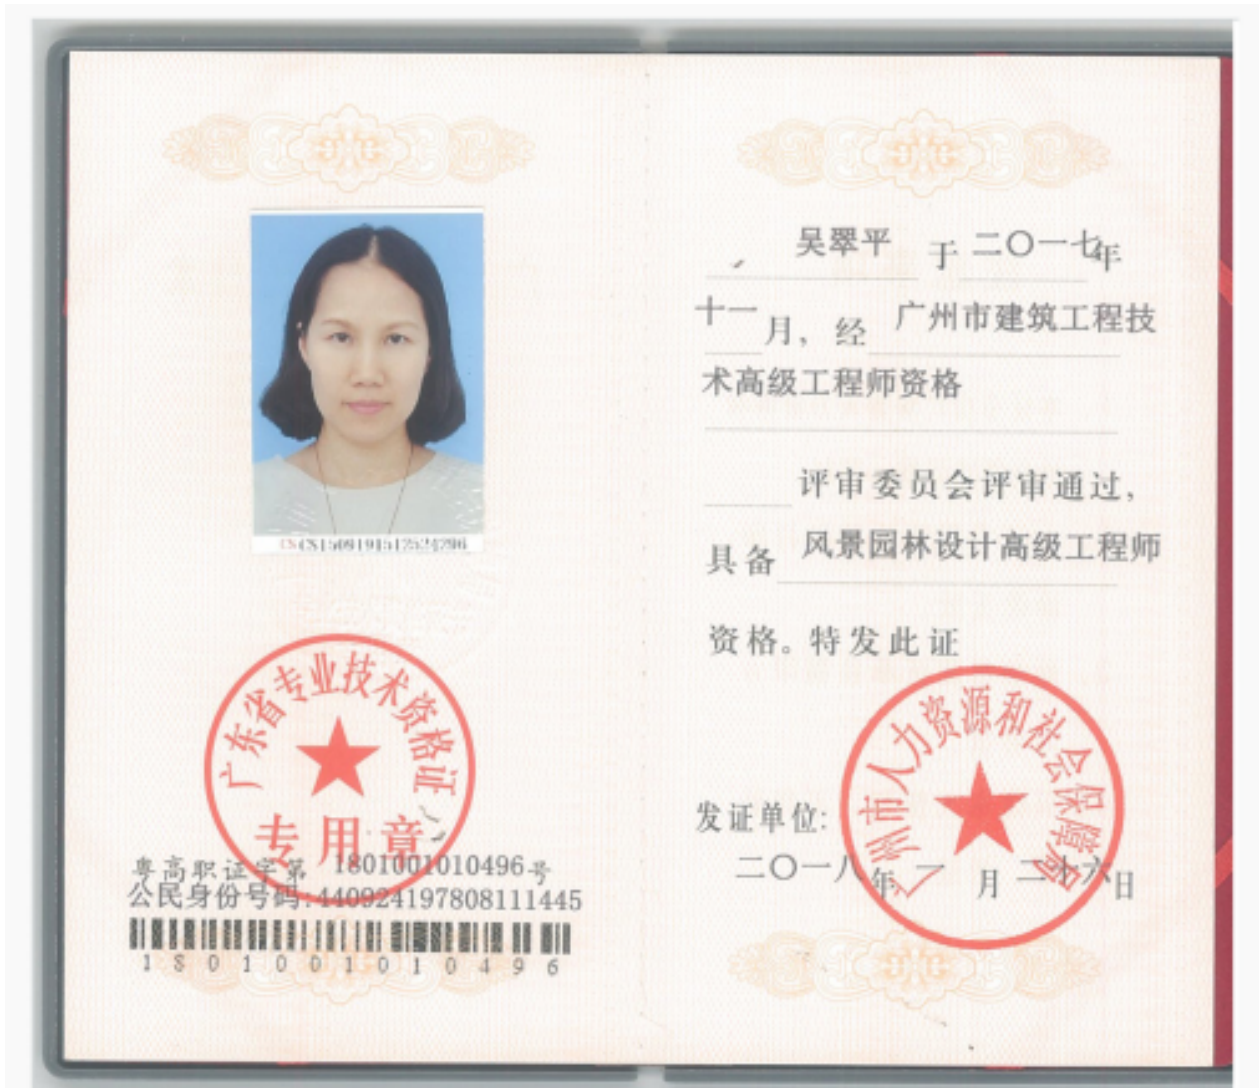 广东省专业技术资格证
专用章
粤高职证字第 1801001010496号
公民身份号码:440924197808111445
1801001010496
吴翠平 于 二〇一七年
十一月，经 广州市建筑工程技
术高级工程师资格
评审委员会评审通过，
具备 风景园林设计高级工程师
资格。特发此证
广州市人力资源和社会保障局
发证单位:
二〇一八年一月二十六日